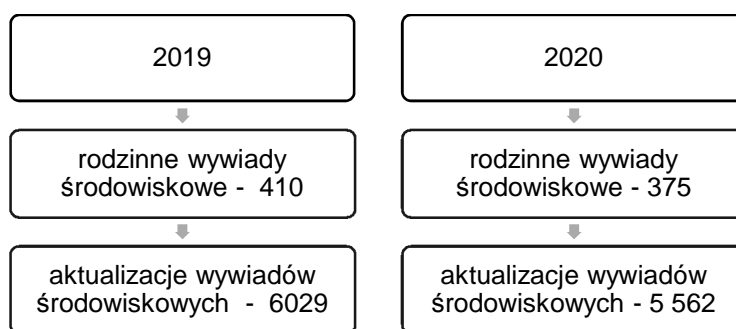 2019
rodzinne wywiady
środowiskowe - 410
aktualizacje wywiadów
środowiskowych - 6029
2020
rodzinne wywiady
środowiskowe - 375
aktualizacje wywiadów
środowiskowych - 5 562